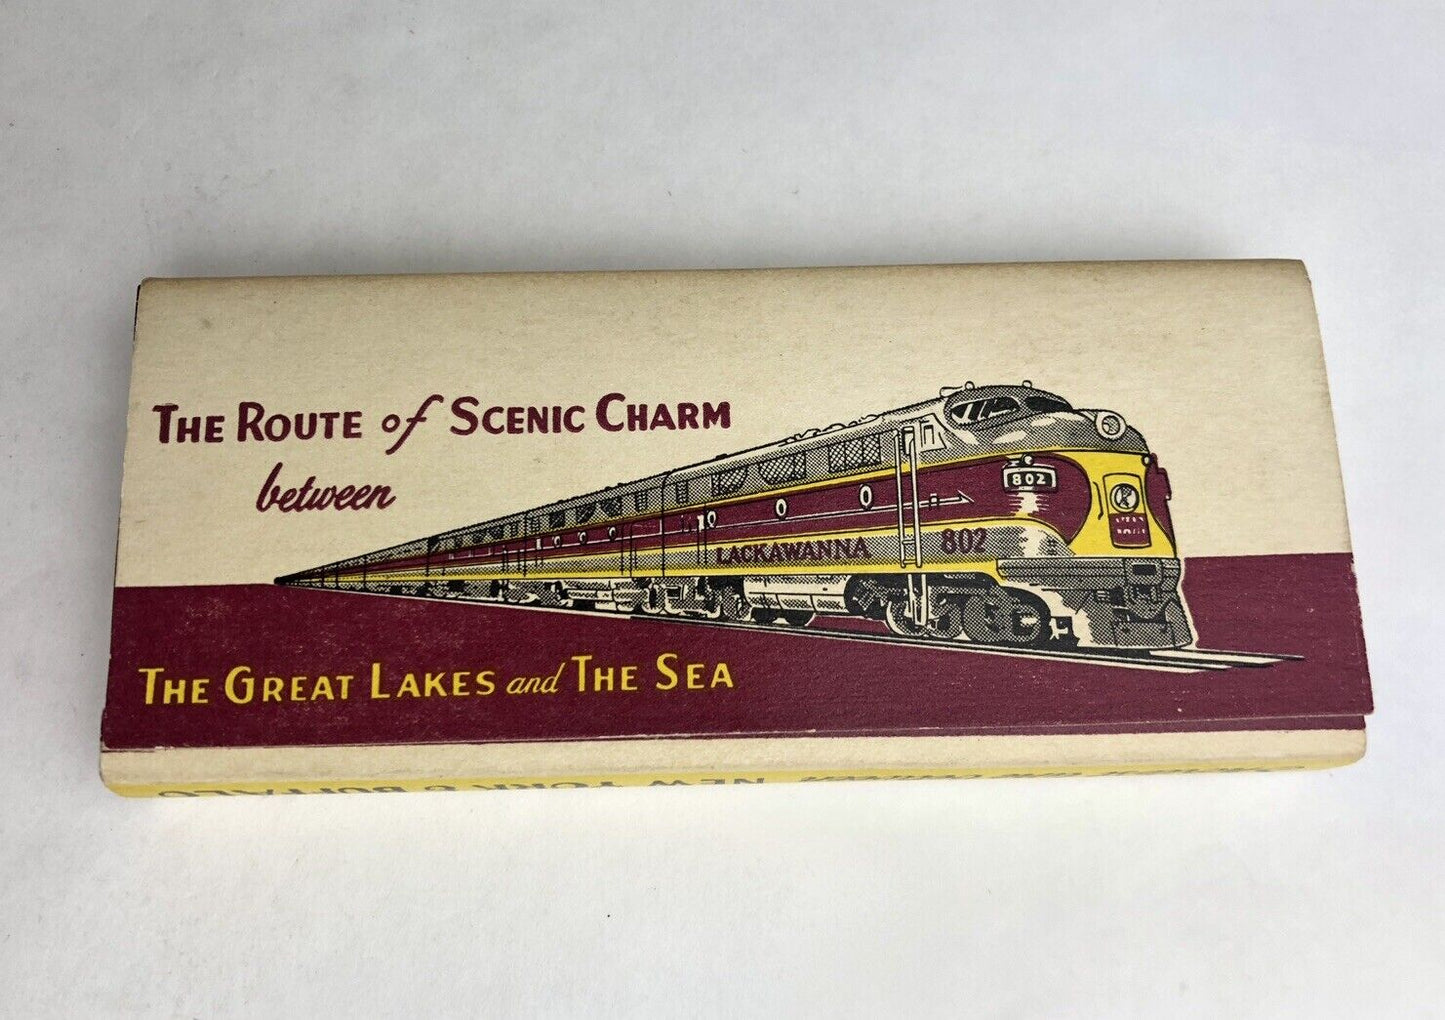 THE ROUTE of SCENIC CHARM
between
802
LACKAWANNA 802
THE GREAT LAKES and THE SEA
NEW YORK & BUFFALO